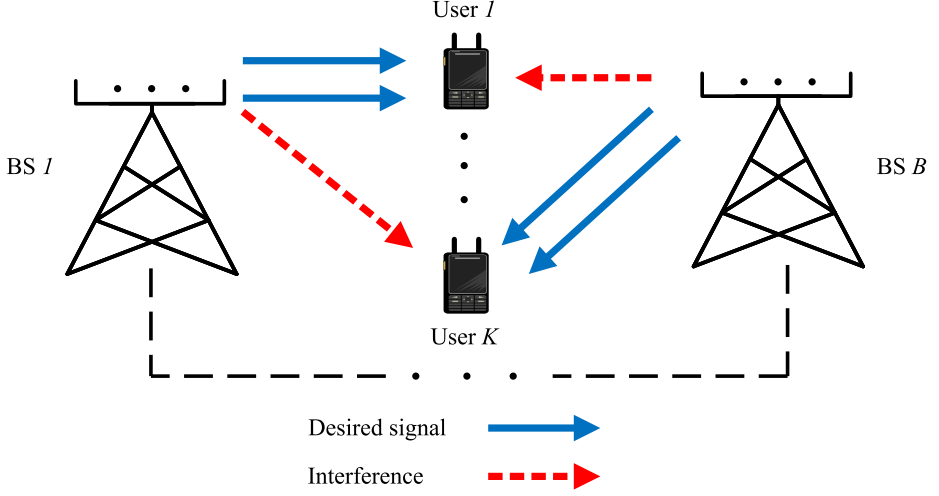 User 1
BS 1
BS B
User K
Desired signal
Interference